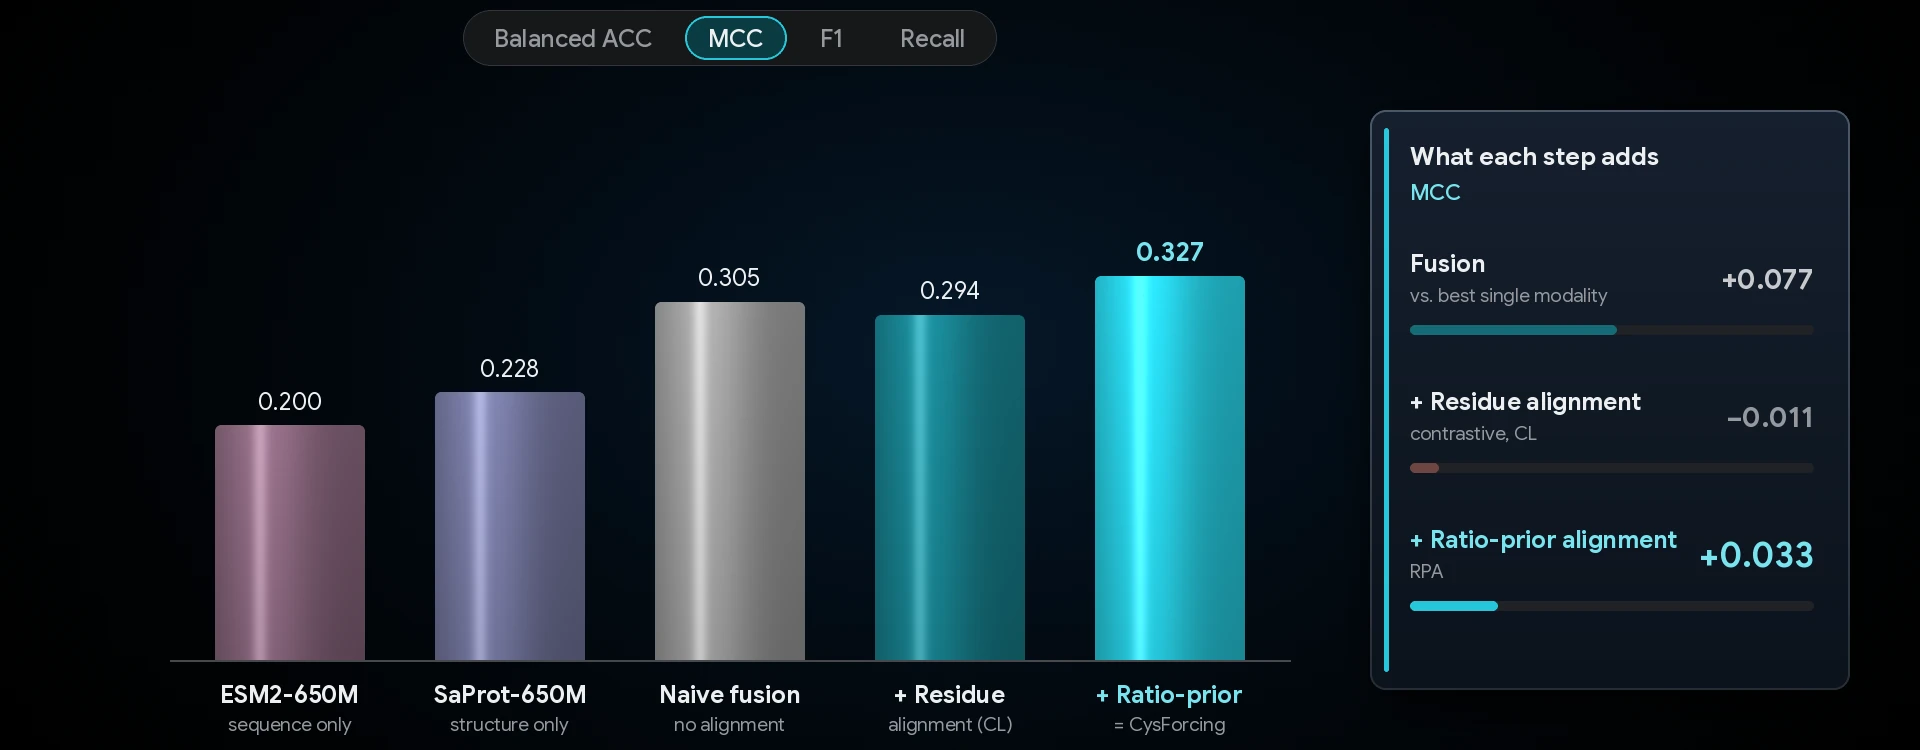 Balanced ACC MCC F1 Recall
0.200
0.228
0.305
0.294
0.327
ESM2-650M
sequence only
SaProt-650M
structure only
Naive fusion
no alignment
+ Residue
alignment (CL)
+ Ratio-prior
= CysForcing
What each step adds
MCC
Fusion
vs. best single modality
+0.077
+ Residue alignment
contrastive, CL
−0.011
+ Ratio-prior alignment
RPA
+0.033